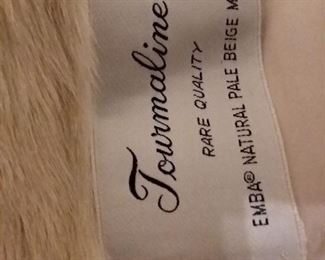 Tourmaline
RARE QUALITY
EMBA® NATURAL PALE BEIGE M